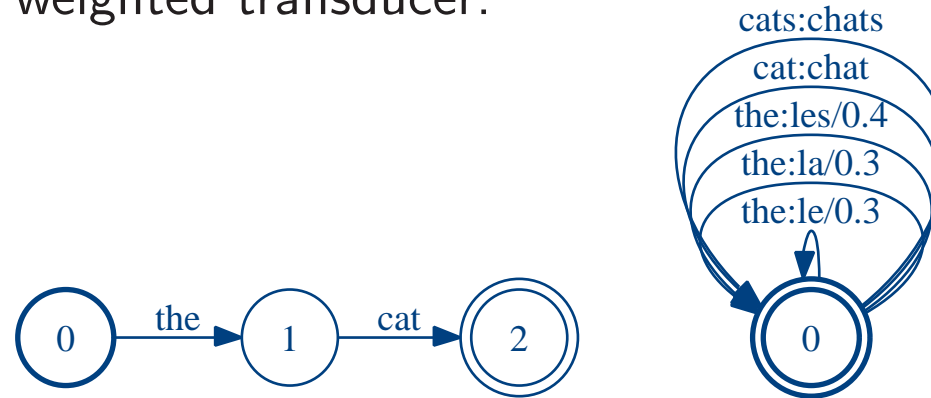 weighted transducer:
cats:chats
cat:chat
the:les/0.4
the:la/0.3
the:le/0.3
0 the 1 cat 2
0